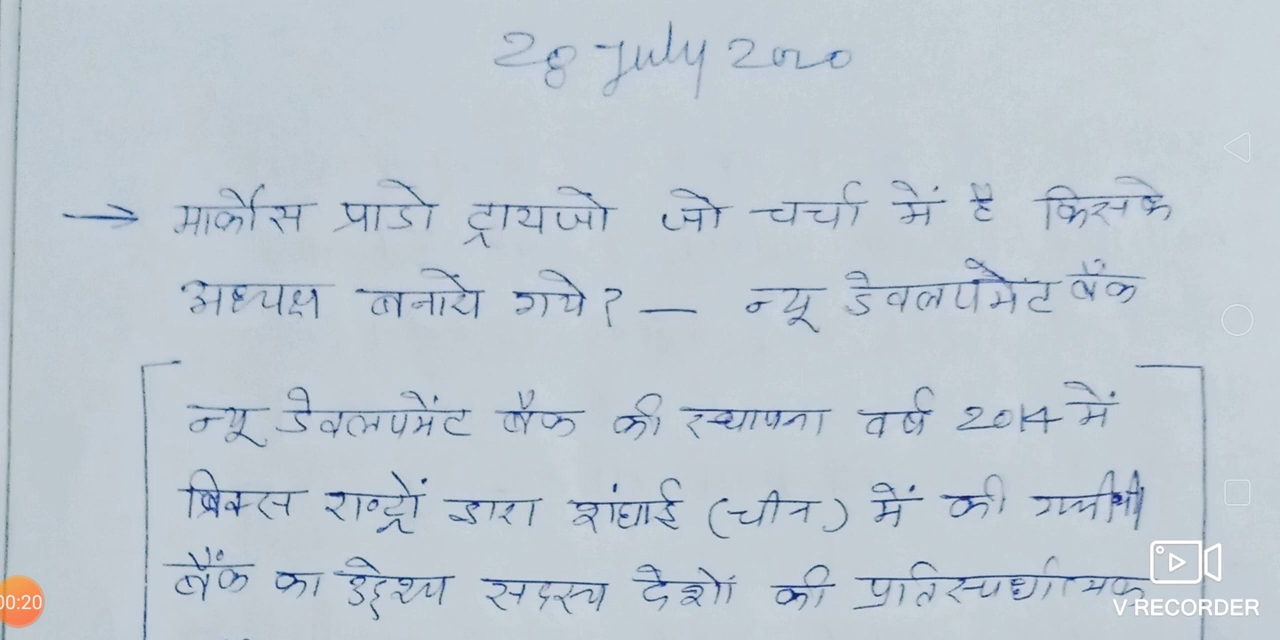 28 July 2020
→ मार्कोस प्राडो ट्रायजो जो चर्चा में है किसके
अध्यक्ष बनाये गये? — न्यू डेवलपमेंट बैंक
न्यू डेवलपमेंट बैंक की स्थापना वर्ष 2014 में
ब्रिक्स राष्ट्रों द्वारा शंघाई (चीन) में की गयी थी
बैंक का उद्देश्य सदस्य देशों की प्रतिस्पर्धात्मक
00:20
V RECORDER